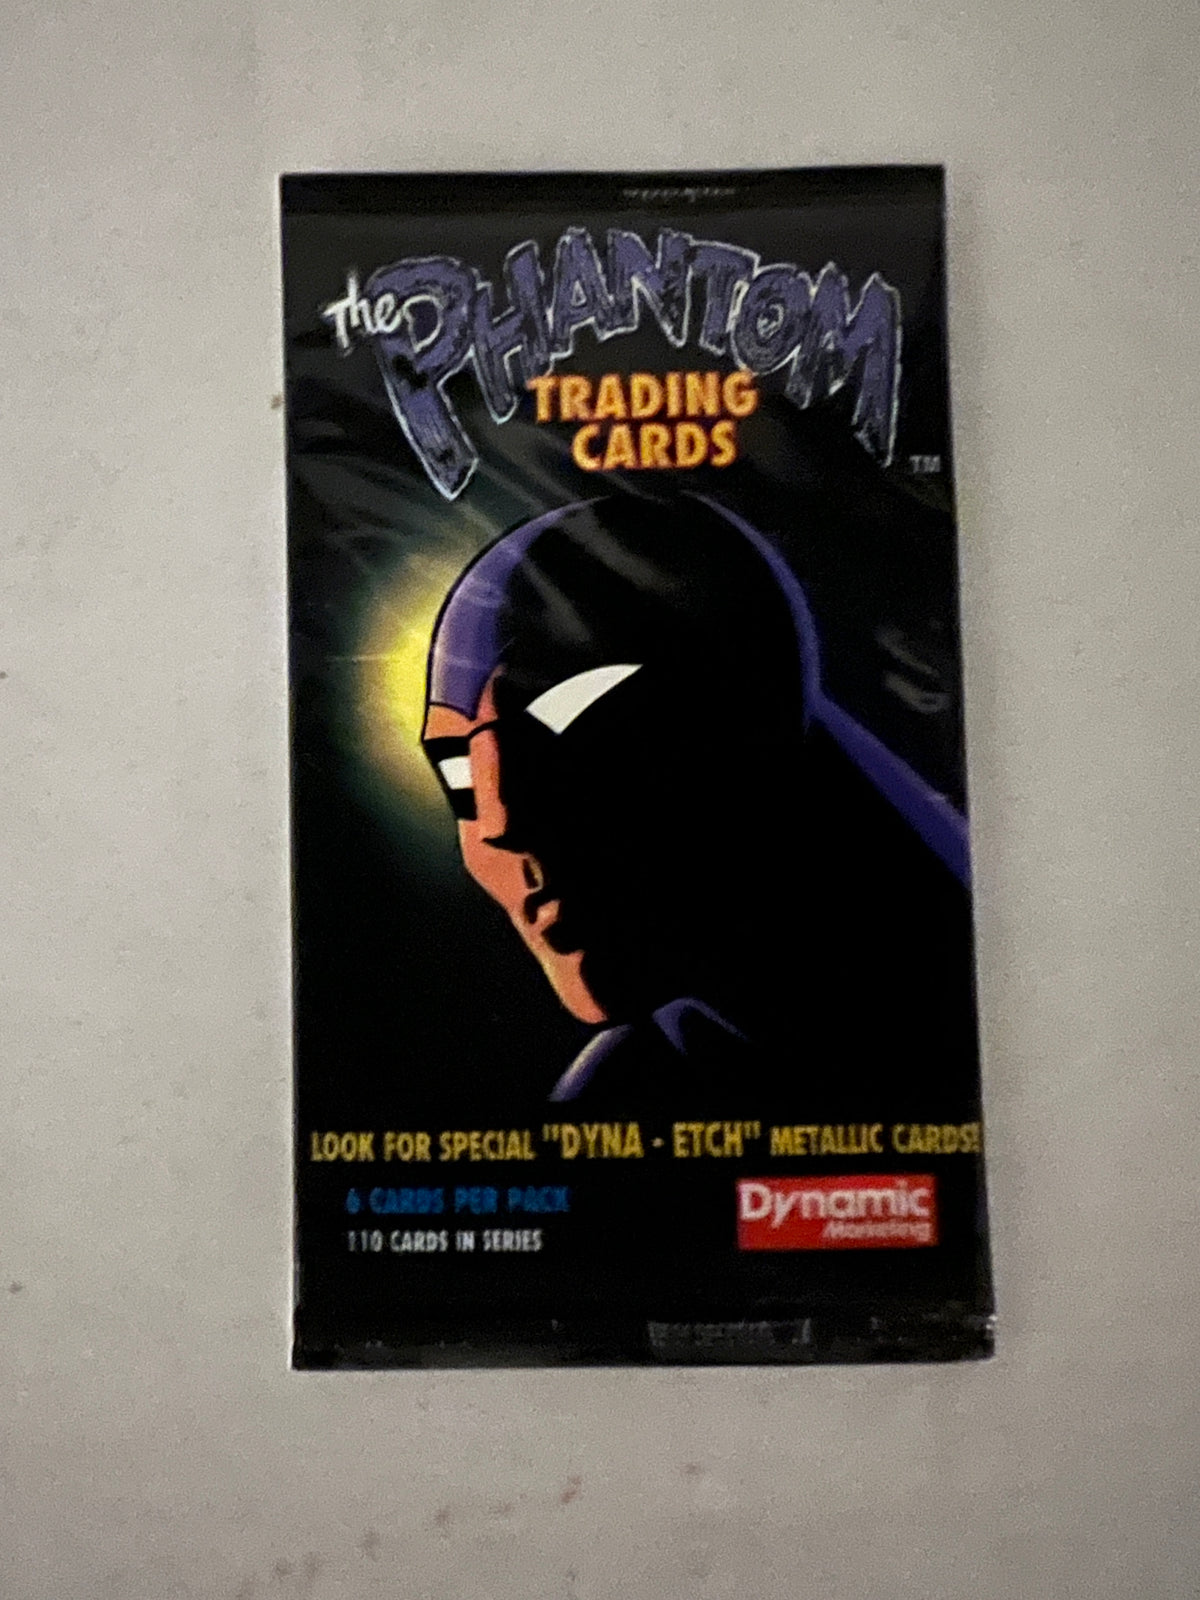 The PHANTOM
TRADING
CARDS
TM
LOOK FOR SPECIAL "DYNA - ETCH" METALLIC CARDS!
6 CARDS PER PACK
110 CARDS IN SERIES
Dynamic
Marketing